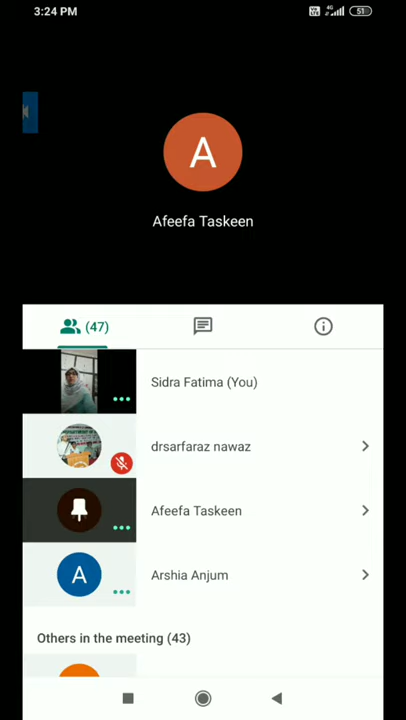 3:24 PM
4G
51
A
Afeefa Taskeen
(47)
Sidra Fatima (You)
drsarfaraz nawaz
Afeefa Taskeen
A
Arshia Anjum
Others in the meeting (43)